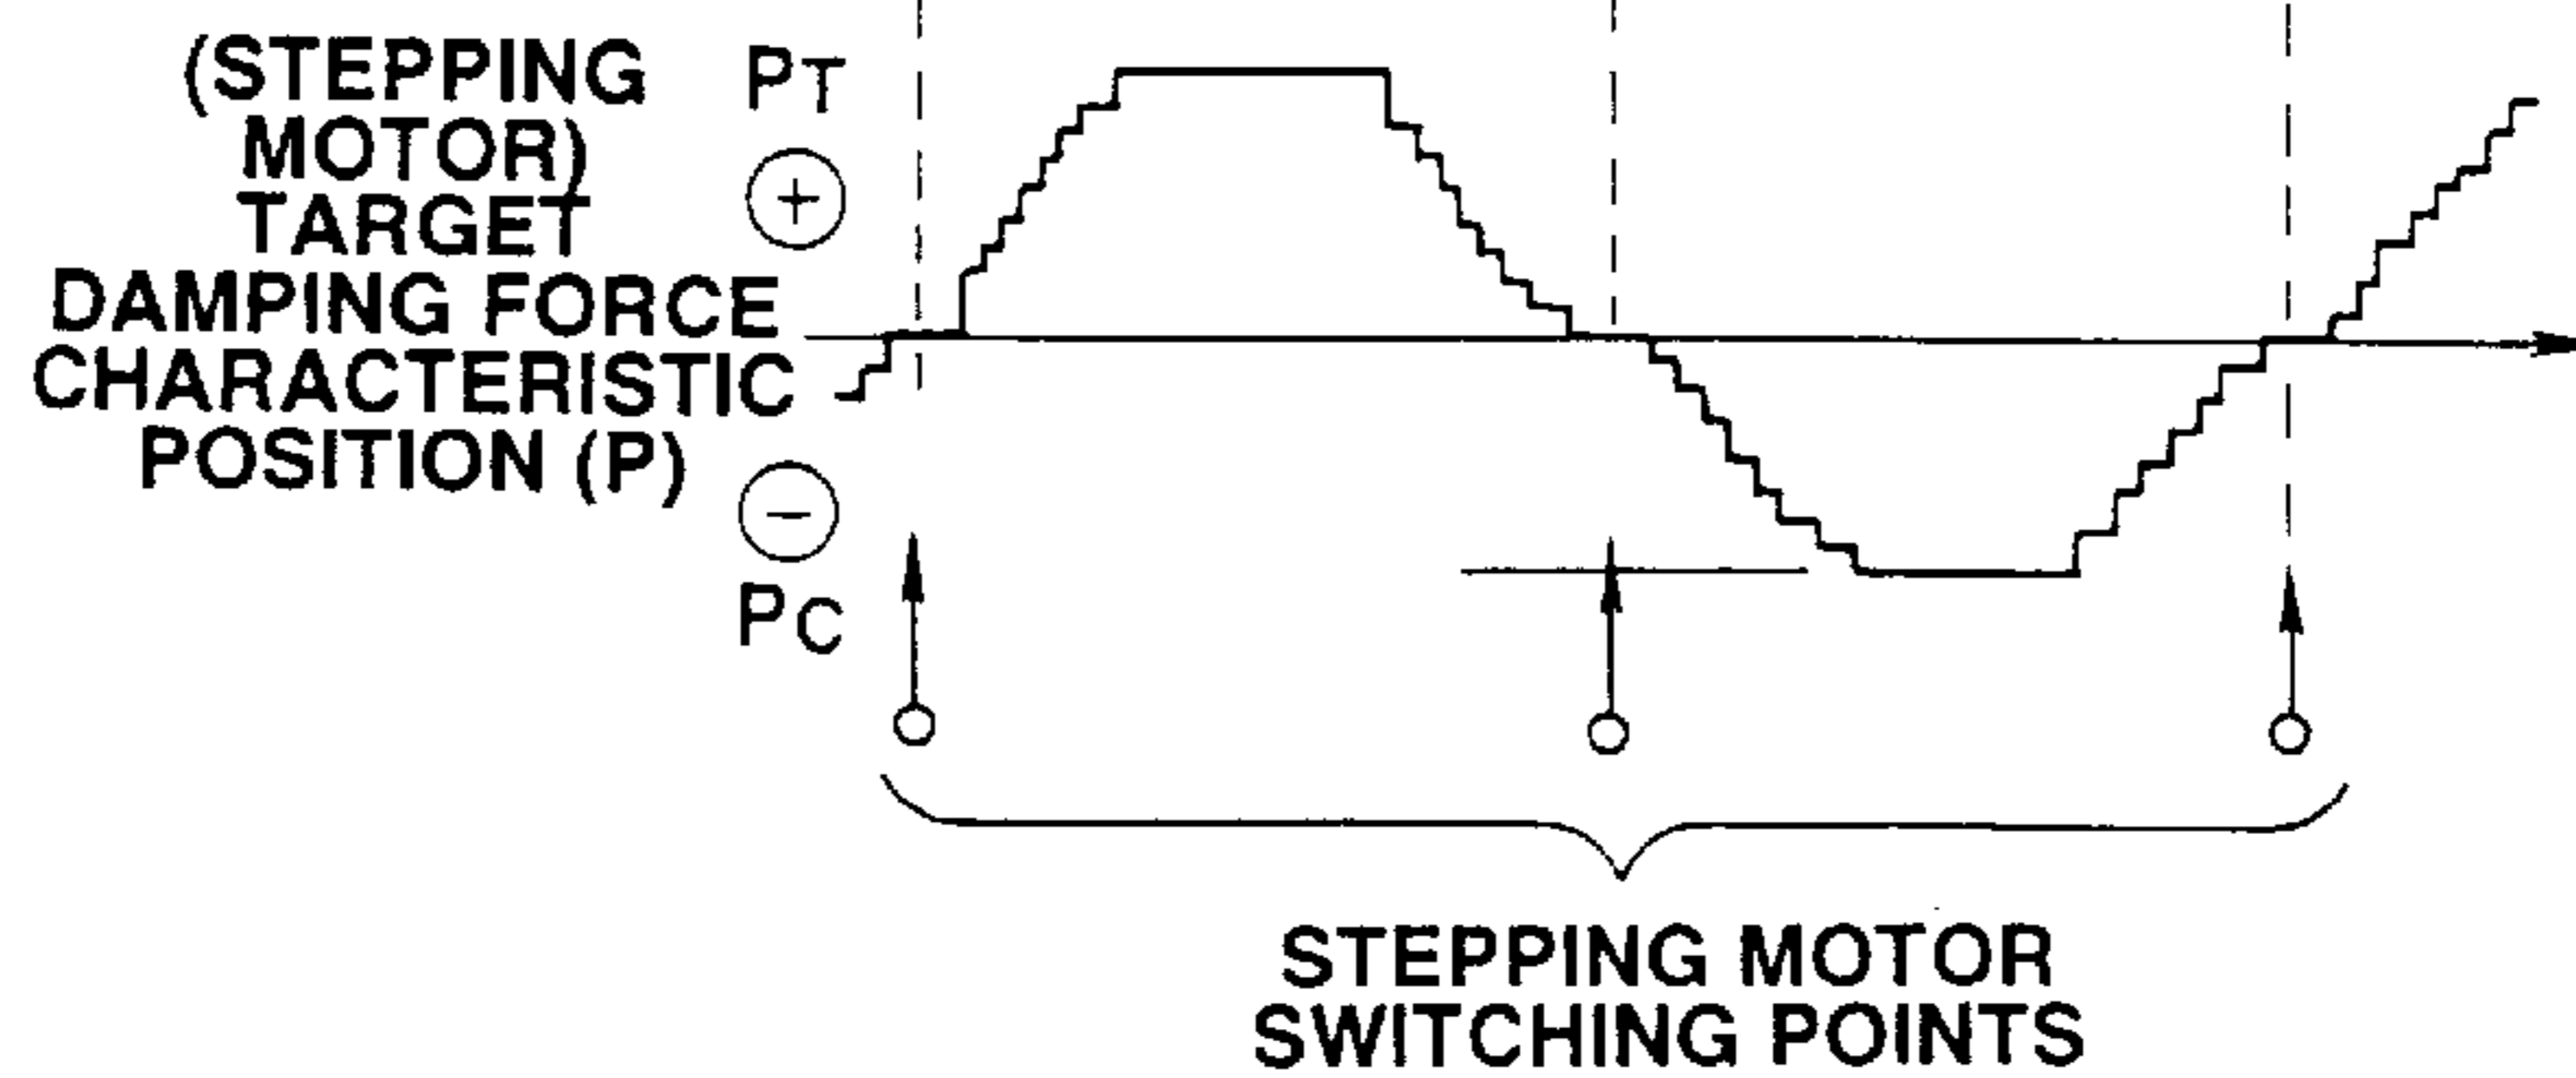 (STEPPING
MOTOR)
TARGET
DAMPING FORCE
CHARACTERISTIC
POSITION (P)
PT
+
−
PC
STEPPING MOTOR
SWITCHING POINTS